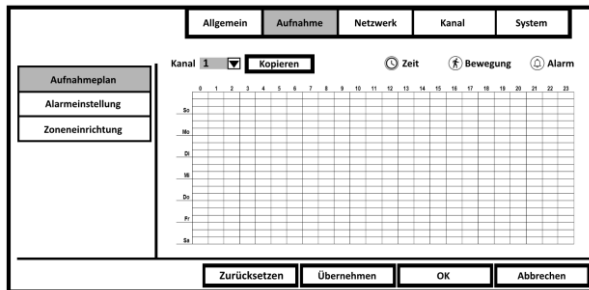 Allgemein Aufnahme Netzwerk Kanal System
Kanal 1 Kopieren Zeit Bewegung Alarm
Aufnahmeplan
Alarmeinstellung
Zoneneinrichtung
0 1 2 3 4 5 6 7 8 9 10 11 12 13 14 15 16 17 18 19 20 21 22 23
So
Mo
Di
Mi
Do
Fr
Sa
Zurücksetzen Übernehmen OK Abbrechen